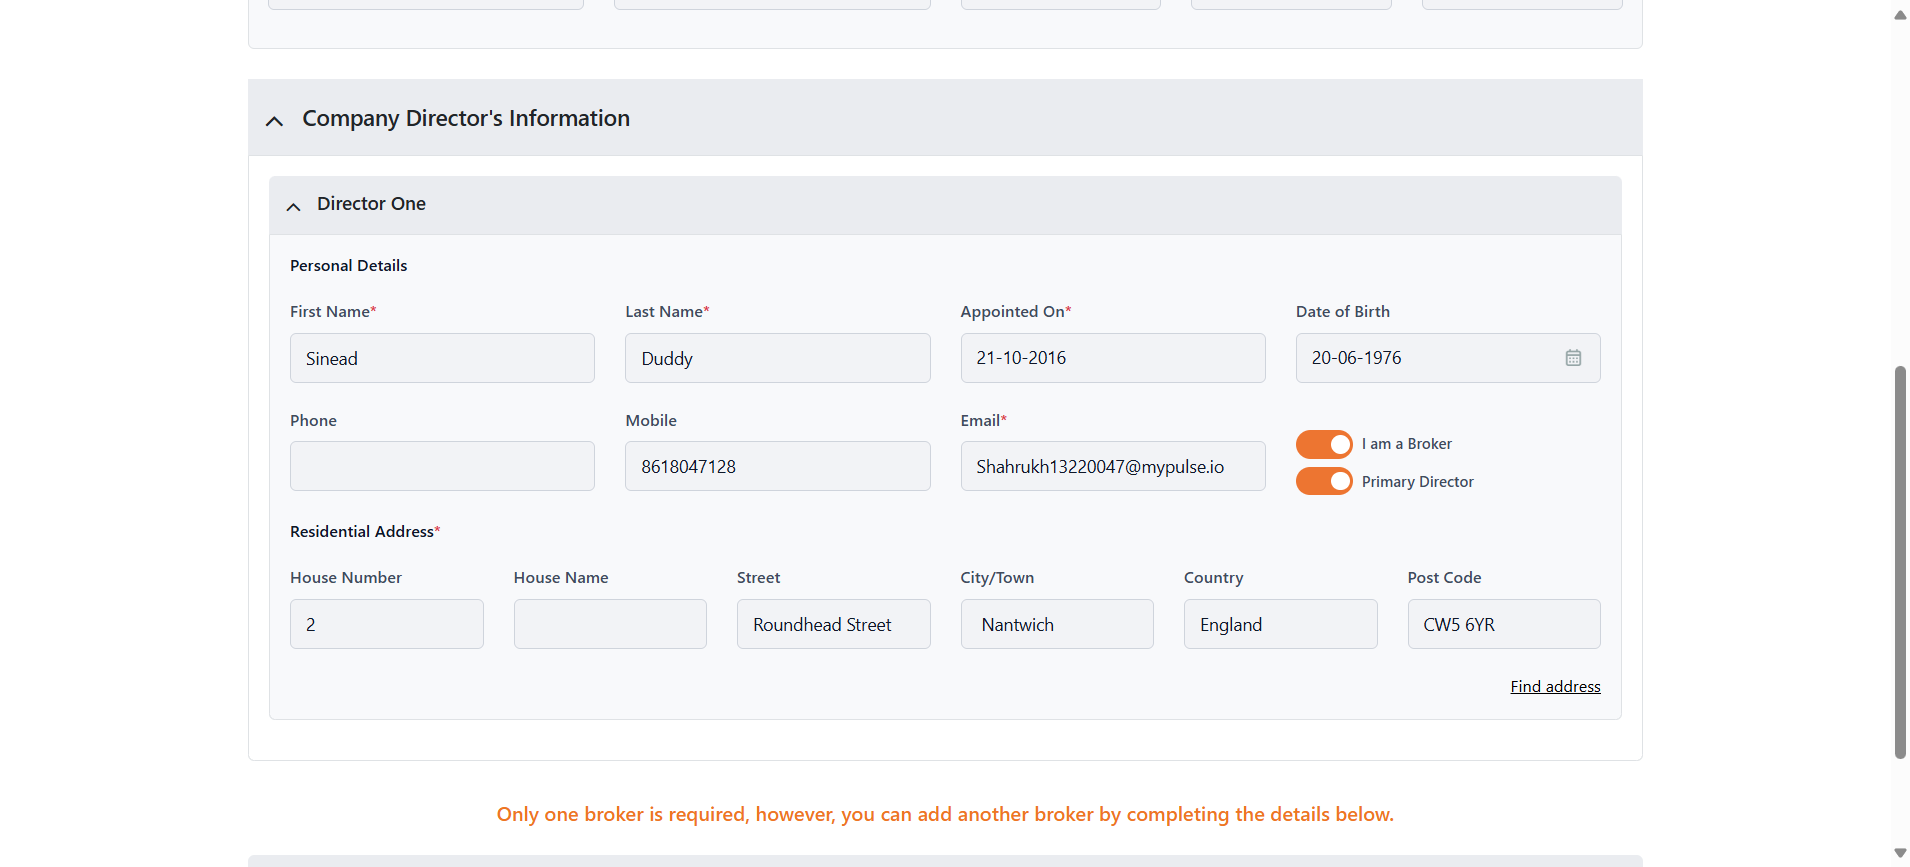 Company Director's Information
Director One
Personal Details
First Name* Last Name* Appointed On* Date of Birth
Sinead Duddy 21-10-2016 20-06-1976
Phone Mobile Email*
I am a Broker
8618047128 Shahrukh13220047@mypulse.io
Primary Director
Residential Address*
House Number House Name Street City/Town Country Post Code
2 Roundhead Street Nantwich England CW5 6YR
Find address
Only one broker is required, however, you can add another broker by completing the details below.